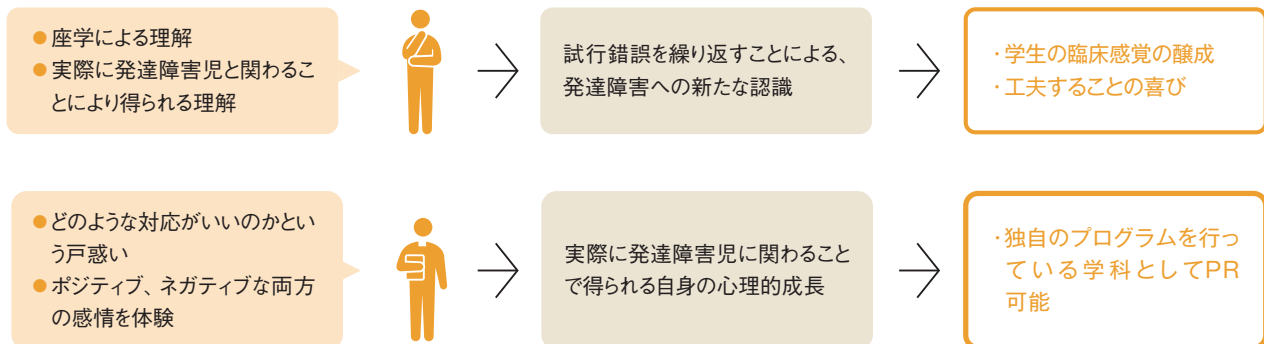 ●座学による理解
●実際に発達障害児と関わるこ
とにより得られる理解
試行錯誤を繰り返すことによる、
発達障害への新たな認識
・学生の臨床感覚の醸成
・工夫することの喜び
●どのような対応がいいのかとい
う戸惑い
●ポジティブ、ネガティブな両方
の感情を体験
実際に発達障害児に関わること
で得られる自身の心理的成長
・独自のプログラムを行っ
ている学科としてPR
可能